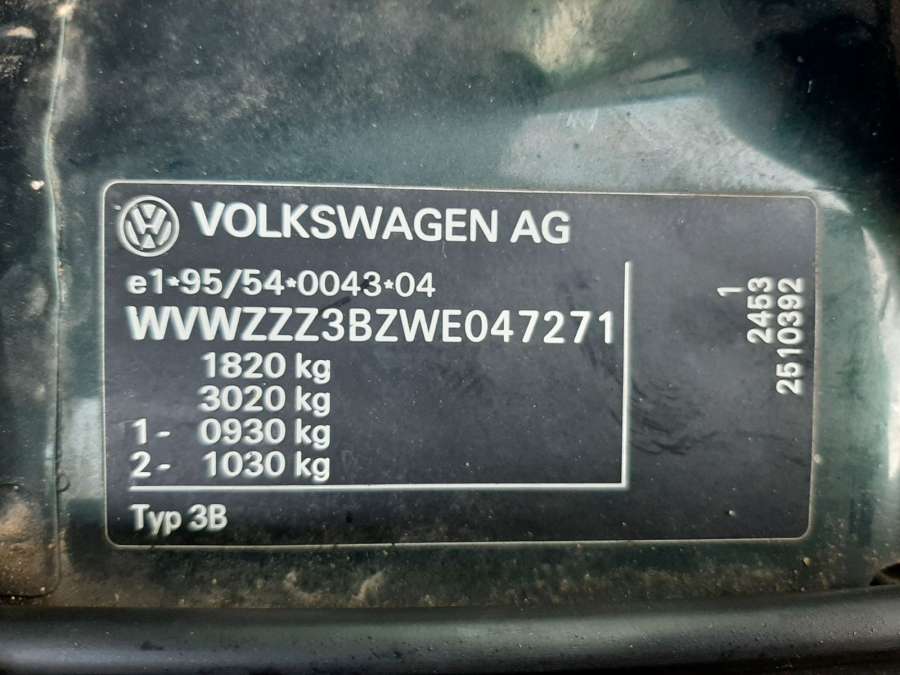 VOLKSWAGEN AG
e1*95/54*0043*04
WVWZZZ3BZWE047271
1820 kg
3020 kg
1- 0930 kg
2- 1030 kg
Typ 3B
1
2453
2510392